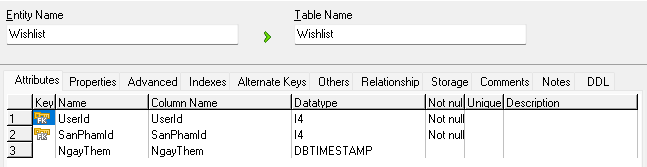 Entity Name Table Name
Wishlist Wishlist
Attributes Properties Advanced Indexes Alternate Keys Others Relationship Storage Comments Notes DDL
Key Name Column Name Datatype Not nul Unique Description
1 UserId UserId I4 Not null
2 FK SanPhamId SanPhamId I4 Not null
3 NgayThem NgayThem DBTIMESTAMP